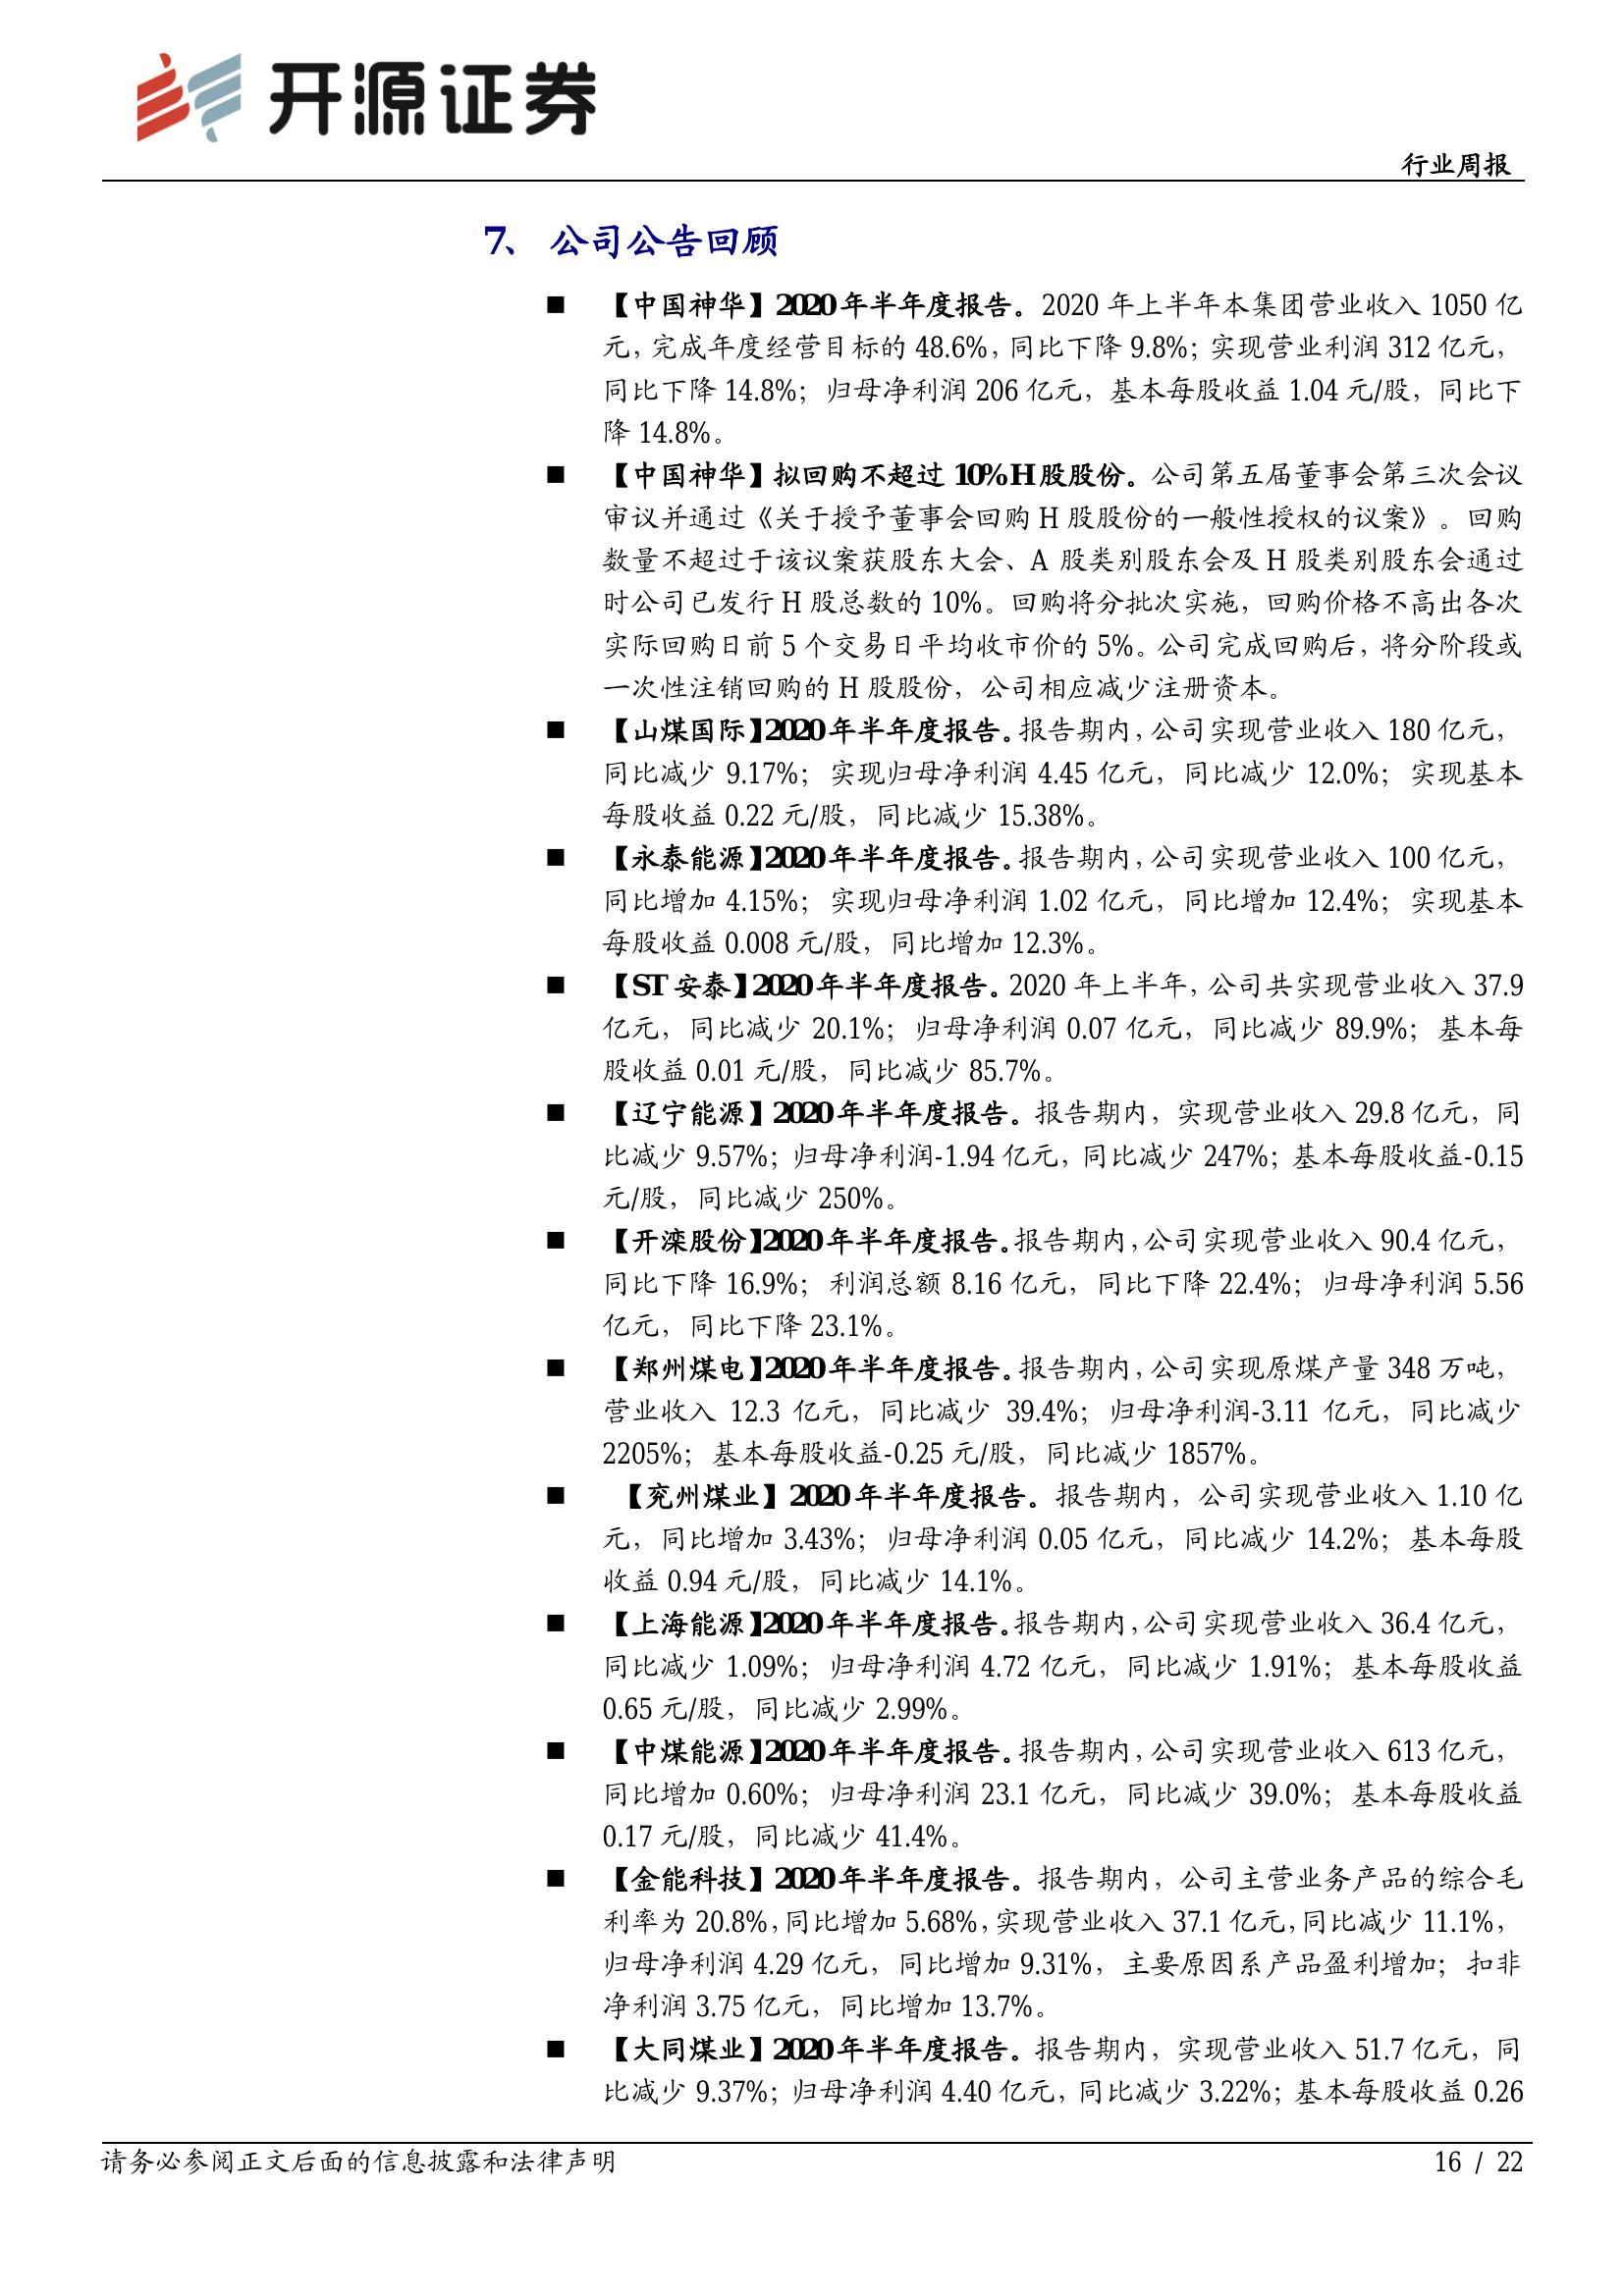 开源证券
行业周报
7、 公司公告回顾
■ 【中国神华】2020年半年度报告。2020 年上半年本集团营业收入 1050 亿
元，完成年度经营目标的 48.6%，同比下降 9.8%；实现营业利润 312 亿元，
同比下降 14.8%；归母净利润 206 亿元，基本每股收益 1.04 元/股，同比下
降 14.8%。
■ 【中国神华】拟回购不超过 10%H 股股份。公司第五届董事会第三次会议
审议并通过《关于授予董事会回购 H 股股份的一般性授权的议案》。回购
数量不超过于该议案获股东大会、A 股类别股东会及 H 股类别股东会通过
时公司已发行 H 股总数的 10%。回购将分批次实施，回购价格不高出各次
实际回购日前 5 个交易日平均收市价的 5%。公司完成回购后，将分阶段或
一次性注销回购的 H 股股份，公司相应减少注册资本。
■ 【山煤国际】2020年半年度报告。报告期内，公司实现营业收入 180 亿元，
同比减少 9.17%；实现归母净利润 4.45 亿元，同比减少 12.0%；实现基本
每股收益 0.22 元/股，同比减少 15.38%。
■ 【永泰能源】2020年半年度报告。报告期内，公司实现营业收入 100 亿元，
同比增加 4.15%；实现归母净利润 1.02 亿元，同比增加 12.4%；实现基本
每股收益 0.008 元/股，同比增加 12.3%。
■ 【ST 安泰】2020年半年度报告。2020 年上半年，公司共实现营业收入 37.9
亿元，同比减少 20.1%；归母净利润 0.07 亿元，同比减少 89.9%；基本每
股收益 0.01 元/股，同比减少 85.7%。
■ 【辽宁能源】2020年半年度报告。报告期内，实现营业收入 29.8 亿元，同
比减少 9.57%；归母净利润-1.94 亿元，同比减少 247%；基本每股收益-0.15
元/股，同比减少 250%。
■ 【开滦股份】2020年半年度报告。报告期内，公司实现营业收入 90.4 亿元，
同比下降 16.9%；利润总额 8.16 亿元，同比下降 22.4%；归母净利润 5.56
亿元，同比下降 23.1%。
■ 【郑州煤电】2020年半年度报告。报告期内，公司实现原煤产量 348 万吨，
营业收入 12.3 亿元，同比减少 39.4%；归母净利润-3.11 亿元，同比减少
2205%；基本每股收益-0.25 元/股，同比减少 1857%。
■ 【兖州煤业】2020年半年度报告。报告期内，公司实现营业收入 1.10 亿
元，同比增加 3.43%；归母净利润 0.05 亿元，同比减少 14.2%；基本每股
收益 0.94 元/股，同比减少 14.1%。
■ 【上海能源】2020年半年度报告。报告期内，公司实现营业收入 36.4 亿元，
同比减少 1.09%；归母净利润 4.72 亿元，同比减少 1.91%；基本每股收益
0.65 元/股，同比减少 2.99%。
■ 【中煤能源】2020年半年度报告。报告期内，公司实现营业收入 613 亿元，
同比增加 0.60%；归母净利润 23.1 亿元，同比减少 39.0%；基本每股收益
0.17 元/股，同比减少 41.4%。
■ 【金能科技】2020年半年度报告。报告期内，公司主营业务产品的综合毛
利率为 20.8%，同比增加 5.68%，实现营业收入 37.1 亿元，同比减少 11.1%，
归母净利润 4.29 亿元，同比增加 9.31%，主要原因系产品盈利增加；扣非
净利润 3.75 亿元，同比增加 13.7%。
■ 【大同煤业】2020年半年度报告。报告期内，实现营业收入 51.7 亿元，同
比减少 9.37%；归母净利润 4.40 亿元，同比减少 3.22%；基本每股收益 0.26
请务必参阅正文后面的信息披露和法律声明 16 / 22